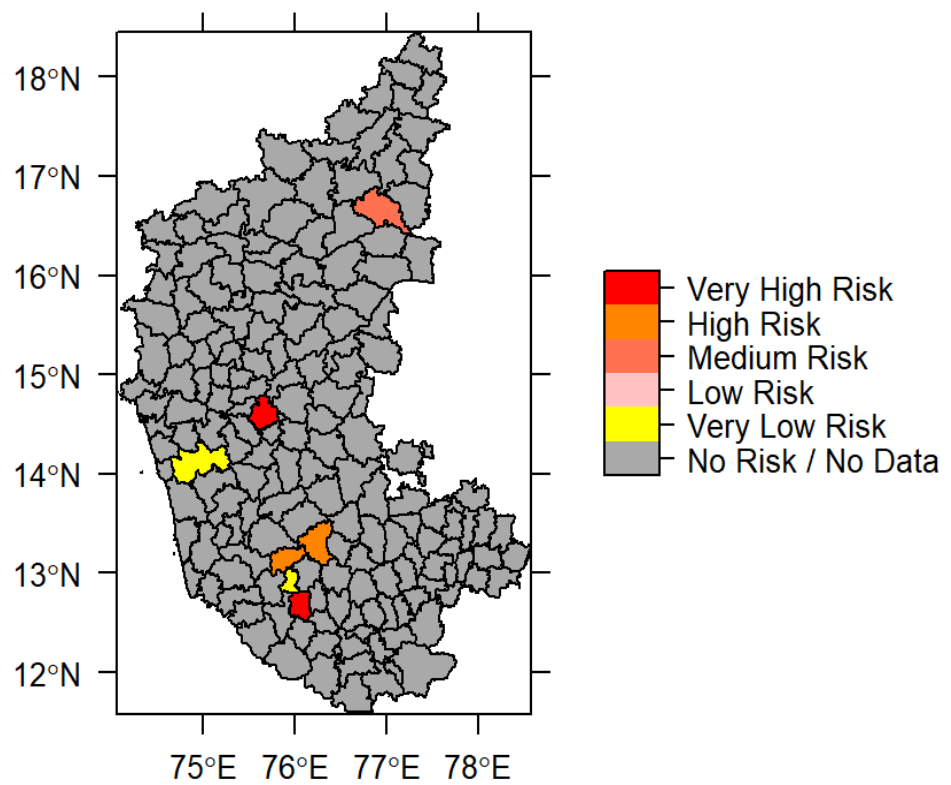 18°N
17°N
16°N
15°N
14°N
13°N
12°N
75°E 76°E 77°E 78°E
Very High Risk
High Risk
Medium Risk
Low Risk
Very Low Risk
No Risk / No Data